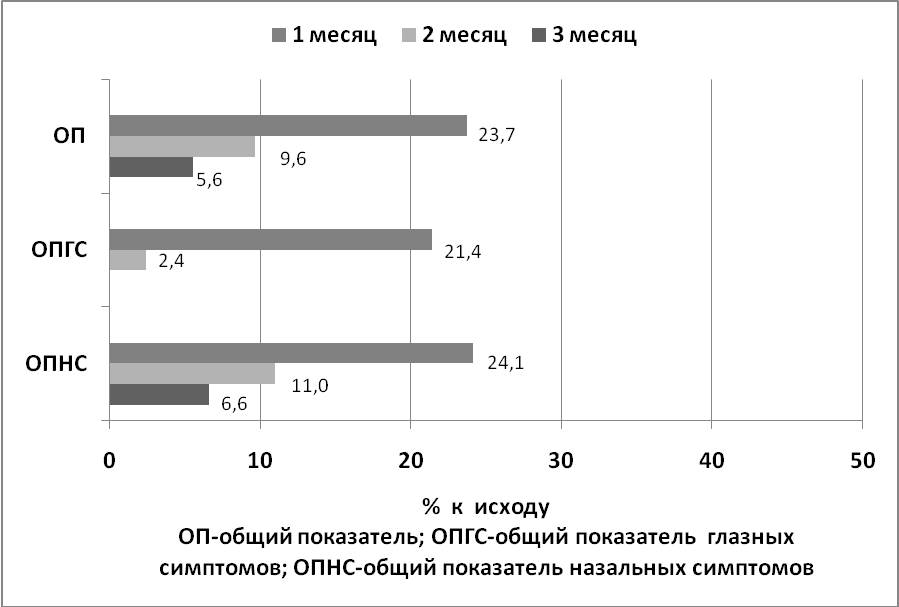 1 месяц 2 месяц 3 месяц
ОП
23,7
9,6
5,6
ОПГС
21,4
2,4
ОПНС
24,1
11,0
6,6
0 10 20 30 40 50
% к исходу
ОП-общий показатель; ОПГС-общий показатель глазных
симптомов; ОПНС-общий показатель назальных симптомов